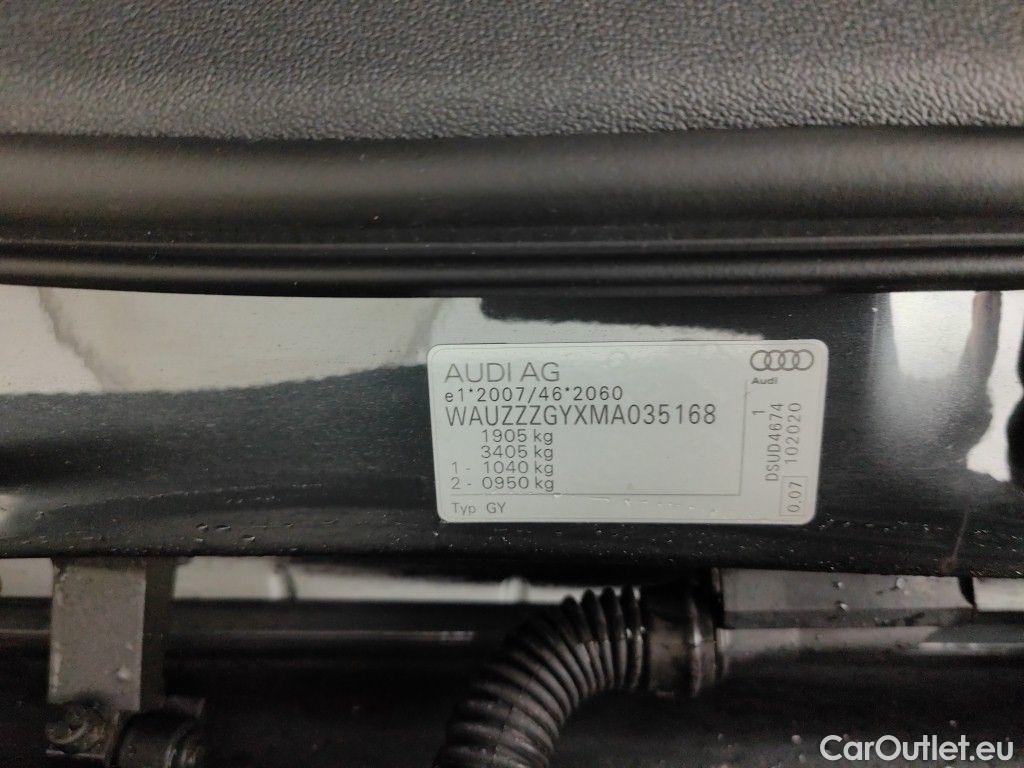 AUDI AG
e1*2007/46*2060
WAUZZZGYXMA035168
1905 kg
3405 kg
1 - 1040 kg
2 - 0950 kg
Typ GY
Audi
DSUD4674 1
0.07 102020
CarOutlet.eu